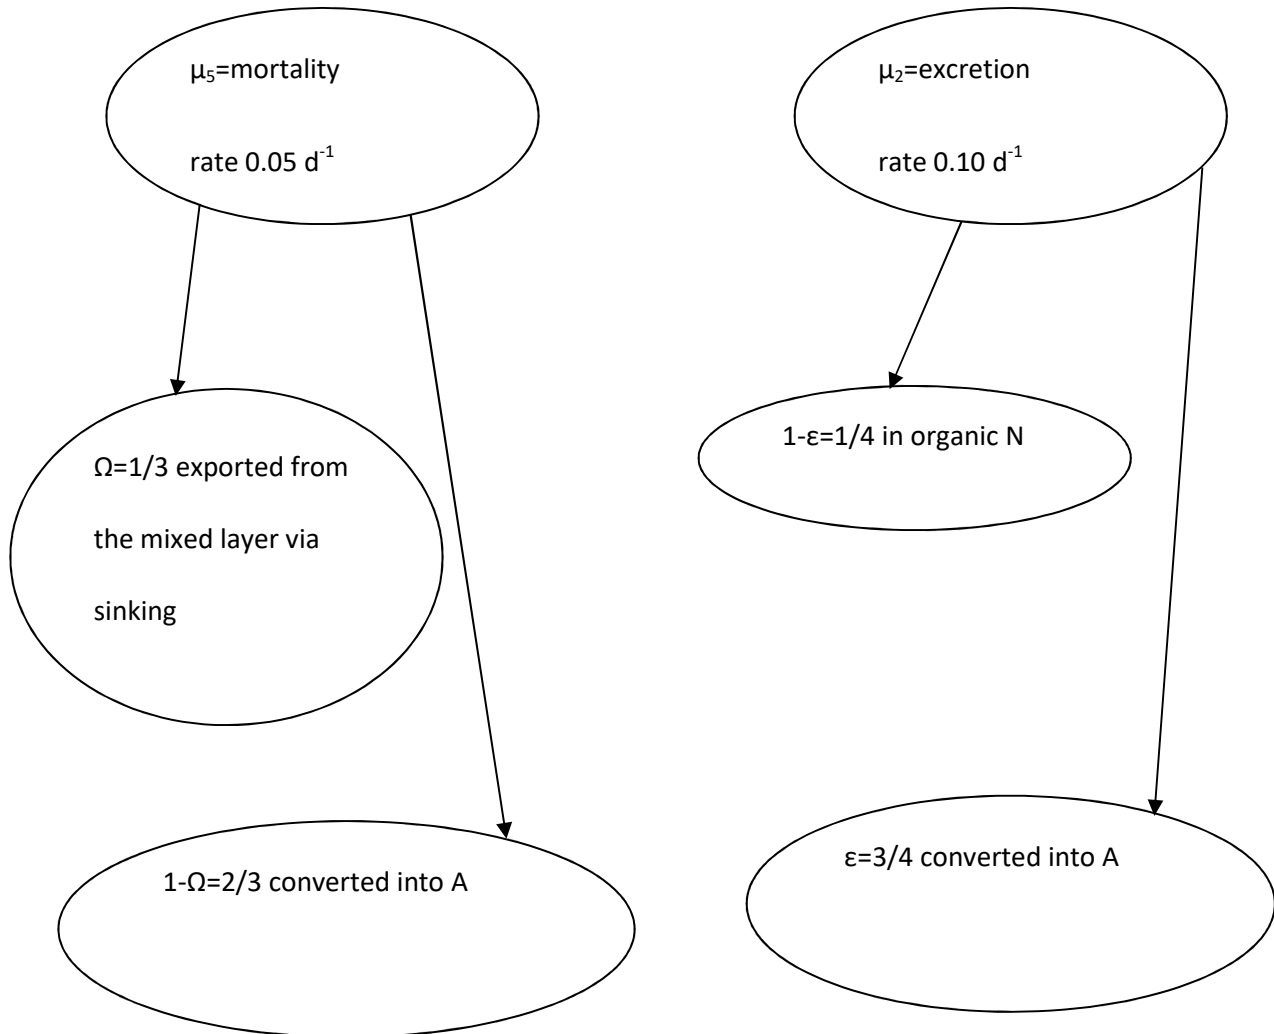 μ₅=mortality
rate 0.05 d⁻¹
μ₂=excretion
rate 0.10 d⁻¹
Ω=1/3 exported from
the mixed layer via
sinking
1-ε=1/4 in organic N
1-Ω=2/3 converted into A
ε=3/4 converted into A